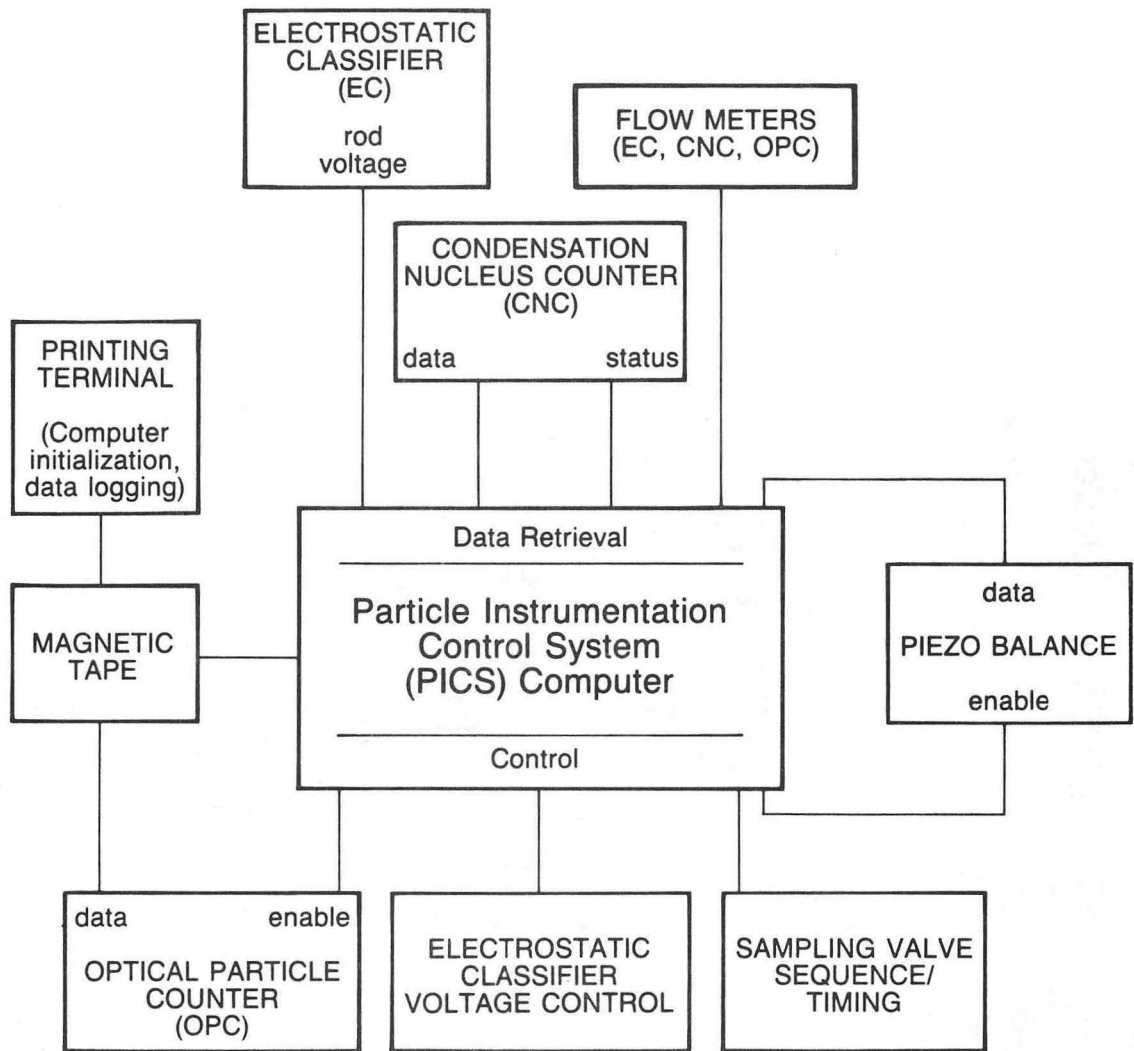 ELECTROSTATIC
CLASSIFIER
(EC)
rod
voltage
FLOW METERS
(EC, CNC, OPC)
CONDENSATION
NUCLEUS COUNTER
(CNC)
data status
PRINTING
TERMINAL
(Computer
initialization,
data logging)
Data Retrieval
Particle Instrumentation
Control System
(PICS) Computer
Control
MAGNETIC
TAPE
data
PIEZO BALANCE
enable
data enable
OPTICAL PARTICLE
COUNTER
(OPC)
ELECTROSTATIC
CLASSIFIER
VOLTAGE CONTROL
SAMPLING VALVE
SEQUENCE/
TIMING